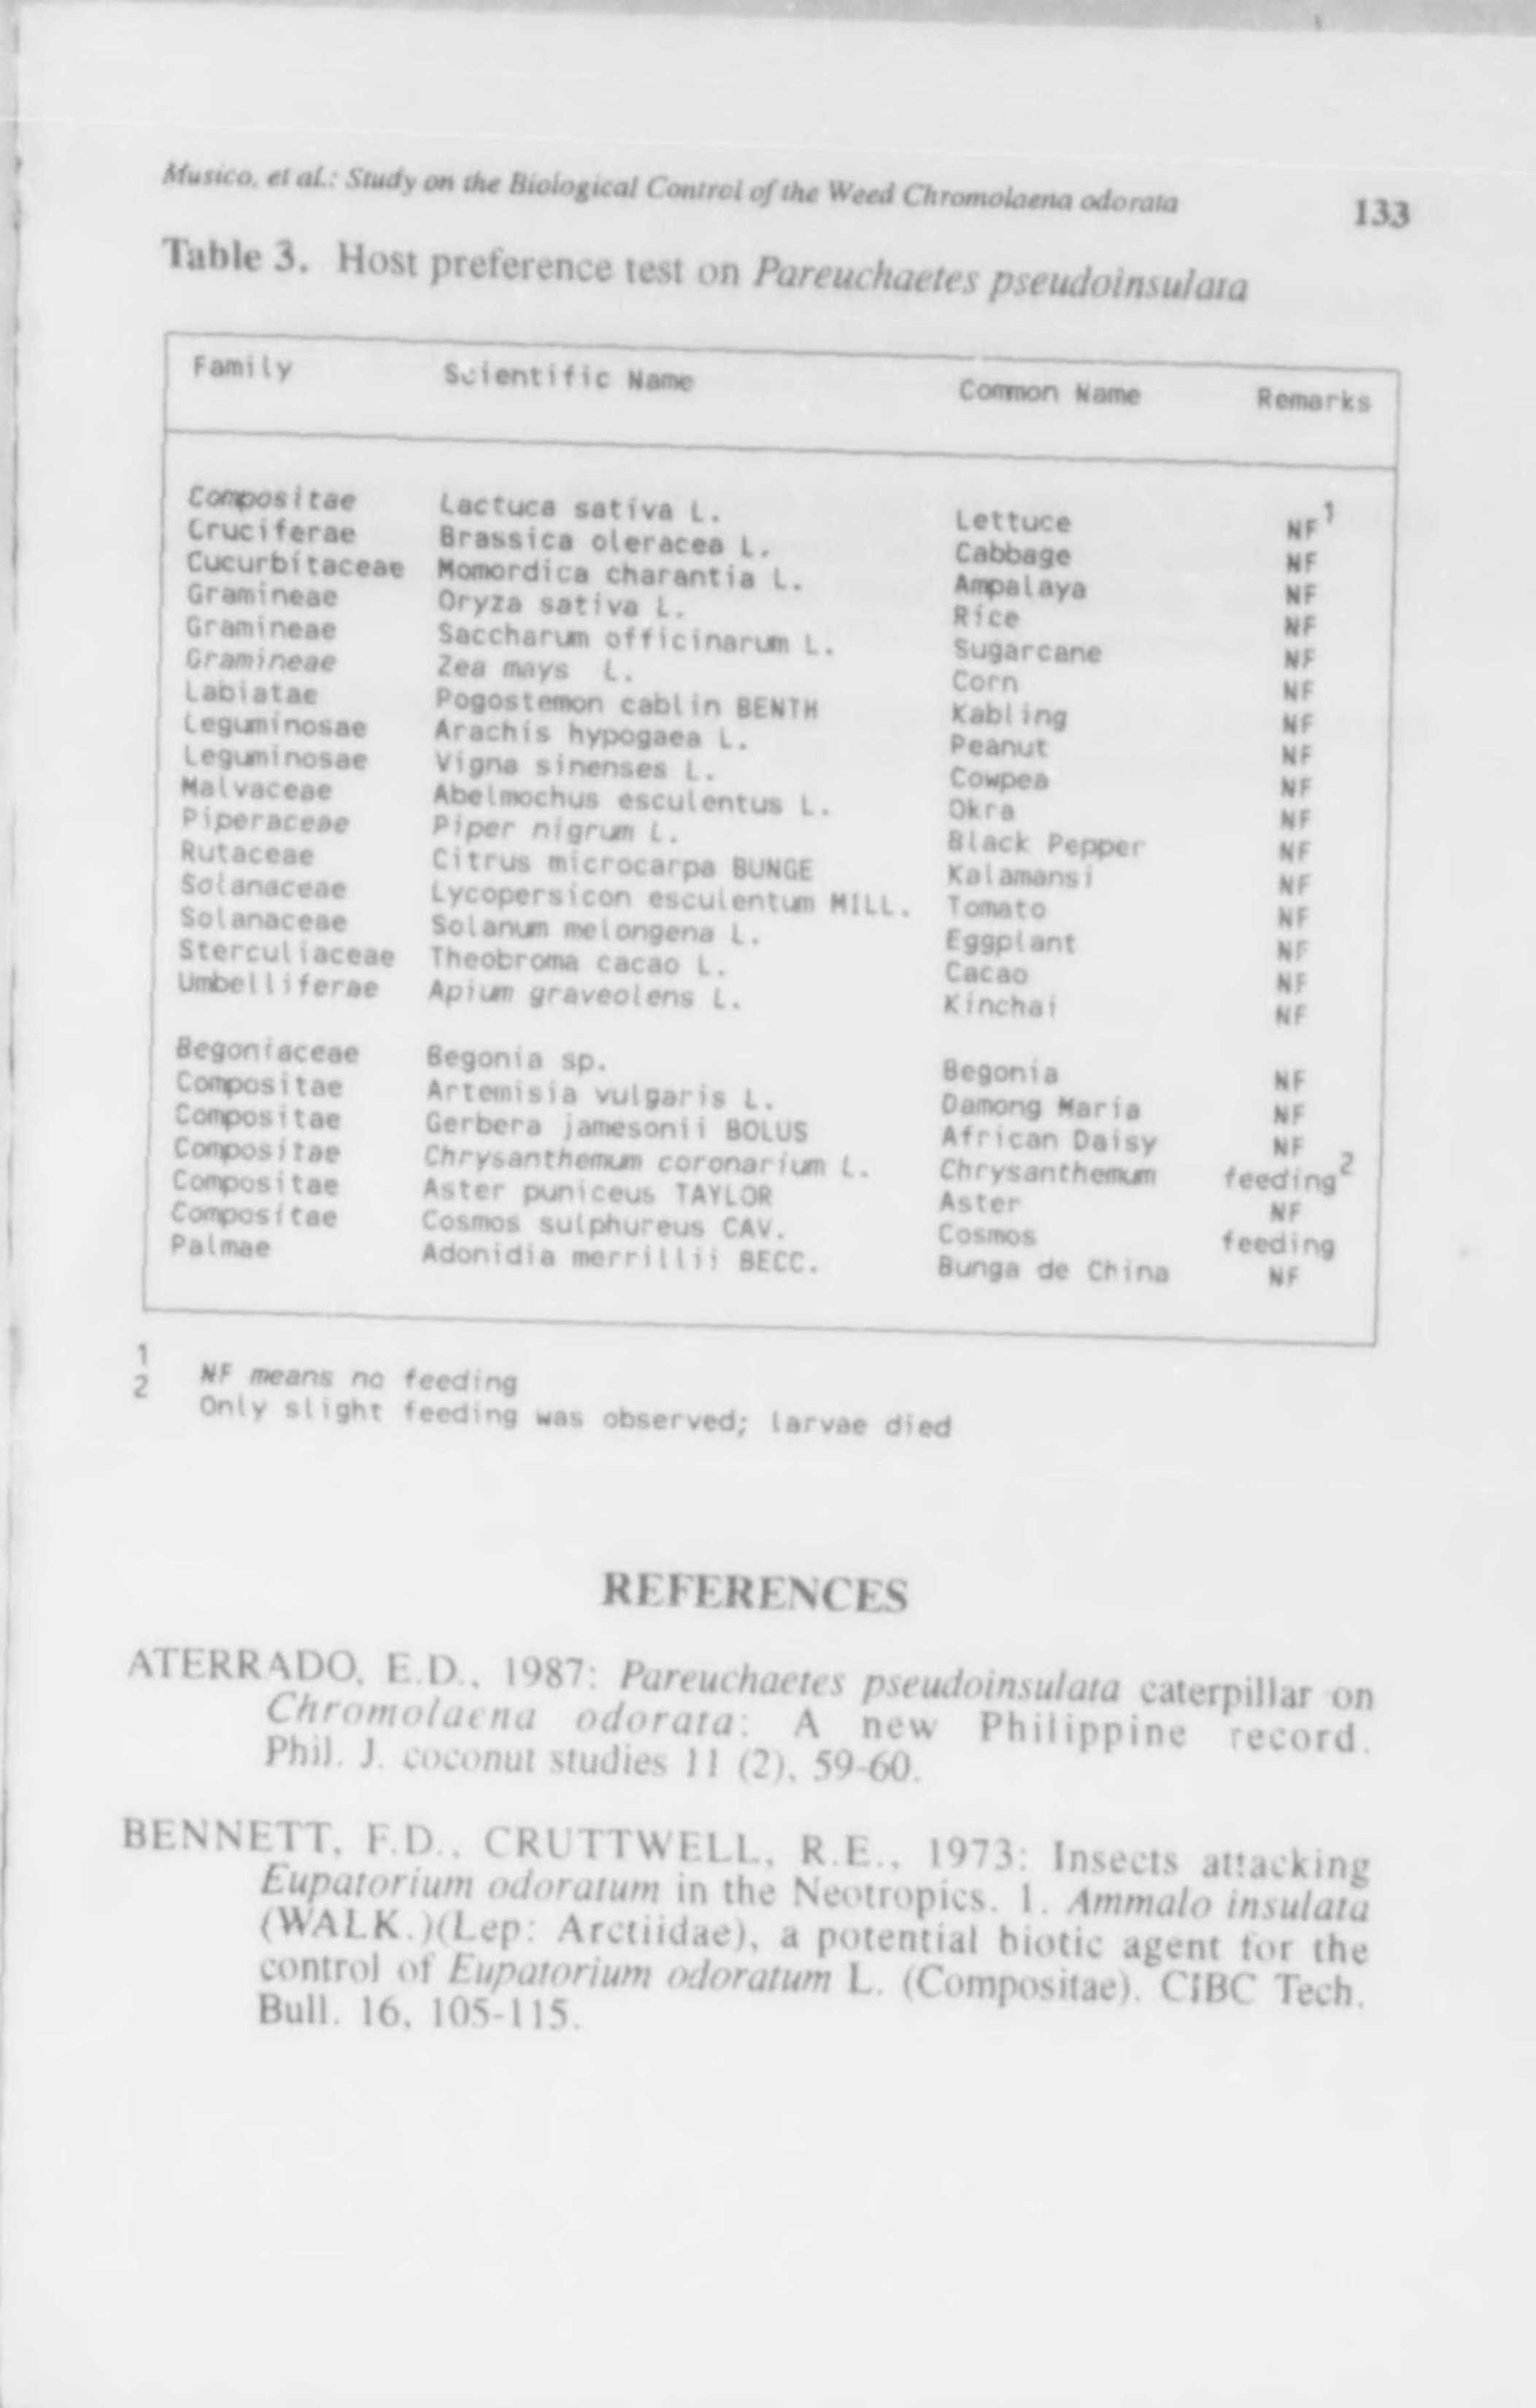 Musico, et al.: Study on the Biological Control of the Weed Chromolaena odorata 133
Table 3. Host preference test on Pareuchaetes pseudoinsulata
Family Scientific Name Common Name Remarks
Compositae Lactuca sativa L. Lettuce NF 1
Cruciferae Brassica oleracea L. Cabbage NF
Cucurbitaceae Momordica charantia L. Ampalaya NF
Gramineae Oryza sativa L. Rice NF
Gramineae Saccharum officinarum L. Sugarcane NF
Gramineae Zea mays L. Corn NF
Labiatae Pogostemon cablin BENTH Kabling NF
Leguminosae Arachis hypogaea L. Peanut NF
Leguminosae Vigna sinenses L. Cowpea NF
Malvaceae Abelmochus esculentus L. Okra NF
Piperaceae Piper nigrum L. Black Pepper NF
Rutaceae Citrus microcarpa BUNGE Kalamansi NF
Solanaceae Lycopersicon esculentum MILL. Tomato NF
Solanaceae Solanum melongena L. Eggplant NF
Sterculiaceae Theobroma cacao L. Cacao NF
Umbelliferae Apium graveolens L. Kinchai NF
Begoniaceae Begonia sp. Begonia NF
Compositae Artemisia vulgaris L. Damong Maria NF
Compositae Gerbera jamesonii BOLUS African Daisy NF
Compositae Chrysanthemum coronarium L. Chrysanthemum feeding 2
Compositae Aster puniceus TAYLOR Aster NF
Compositae Cosmos sulphureus CAV. Cosmos feeding
Palmae Adonidia merrillii BECC. Bunga de China NF
1 NF means no feeding
2 Only slight feeding was observed; larvae died
REFERENCES
ATERRADO, E.D., 1987: Pareuchaetes pseudoinsulata caterpillar on
Chromolaena odorata: A new Philippine record.
Phil. J. coconut studies 11 (2), 59-60.
BENNETT, F.D., CRUTTWELL, R.E., 1973: Insects attacking
Eupatorium odoratum in the Neotropics. 1. Ammalo insulata
(WALK.)(Lep: Arctiidae), a potential biotic agent for the
control of Eupatorium odoratum L. (Compositae). CIBC Tech.
Bull. 16, 105-115.